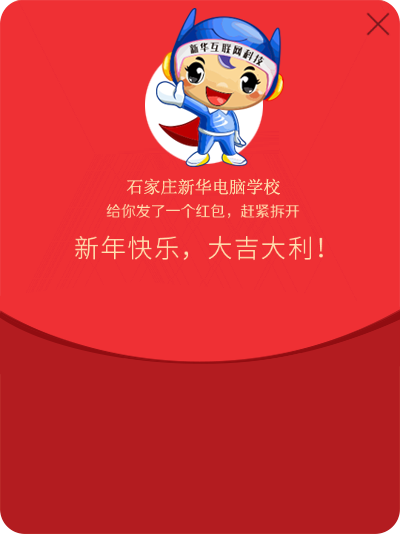 新华互联网科技
石家庄新华电脑学校
给你发了一个红包，赶紧拆开
新年快乐，大吉大利！